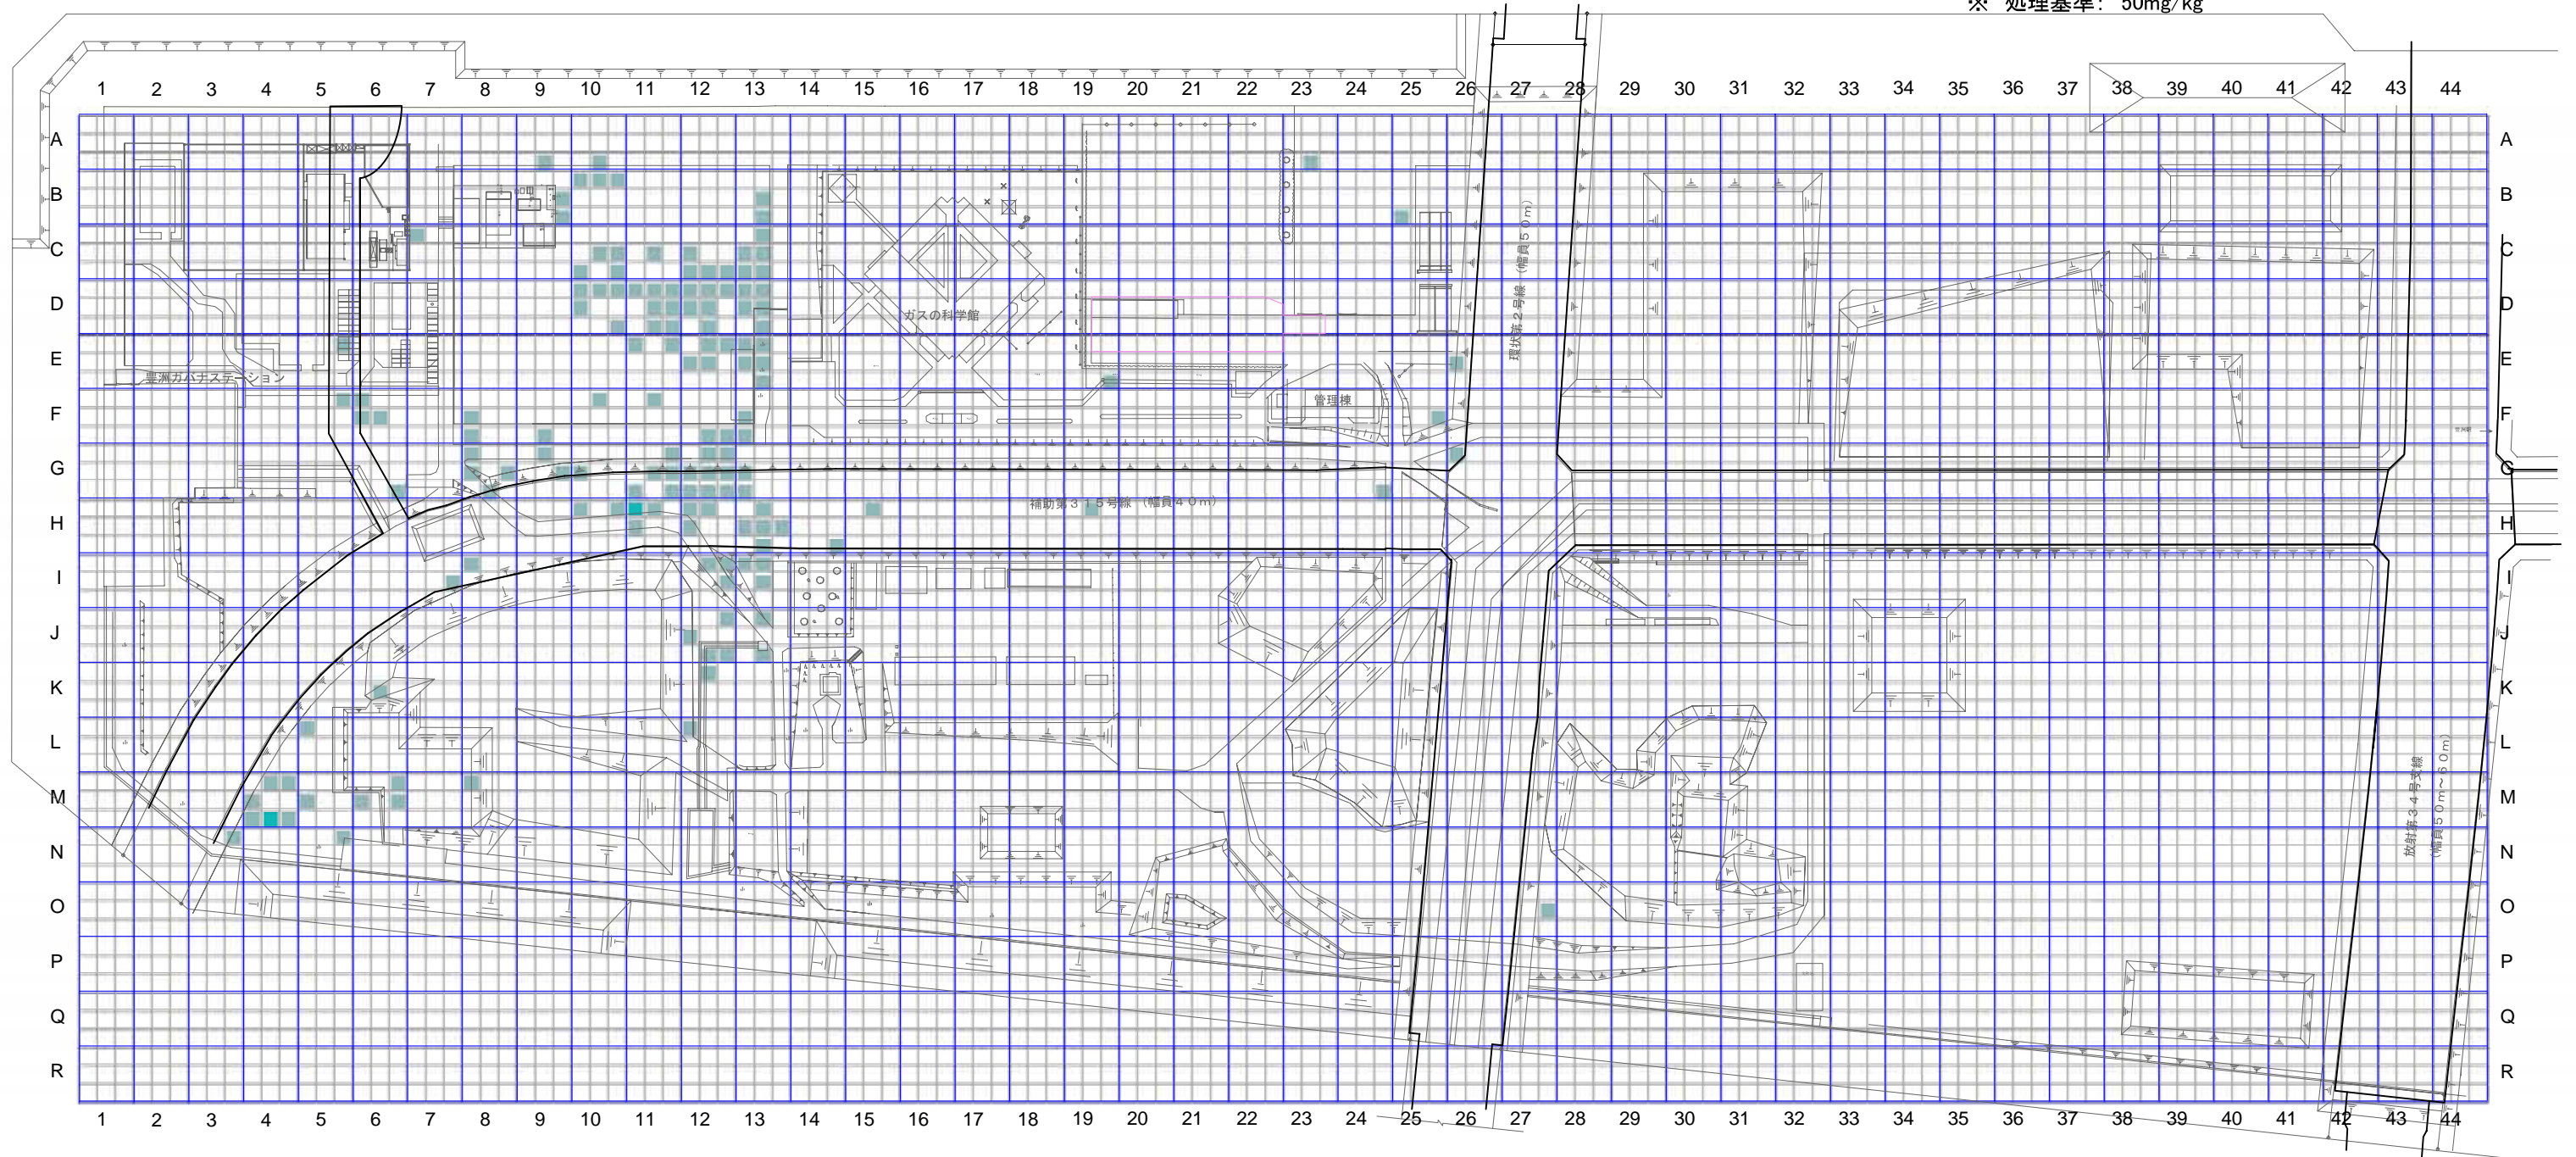 ※ 処理基準: 50mg/kg
1 2 3 4 5 6 7 8 9 10 11 12 13 14 15 16 17 18 19 20 21 22 23 24 25 26 27 28 29 30 31 32 33 34 35 36 37 38 39 40 41 42 43 44
A A
B B
環状第2号線 (幅員50m)
C C
D D
ガスの科学館
E E
豊洲ガバナステーション
管理棟
F F
G G
補助第315号線 (幅員40m)
H H
I I
J J
K K
L L
放射第34号支線
(幅員50m~60m)
M M
N N
O O
P P
Q Q
R R
1 2 3 4 5 6 7 8 9 10 11 12 13 14 15 16 17 18 19 20 21 22 23 24 25 26 27 28 29 30 31 32 33 34 35 36 37 38 39 40 41 42 43 44